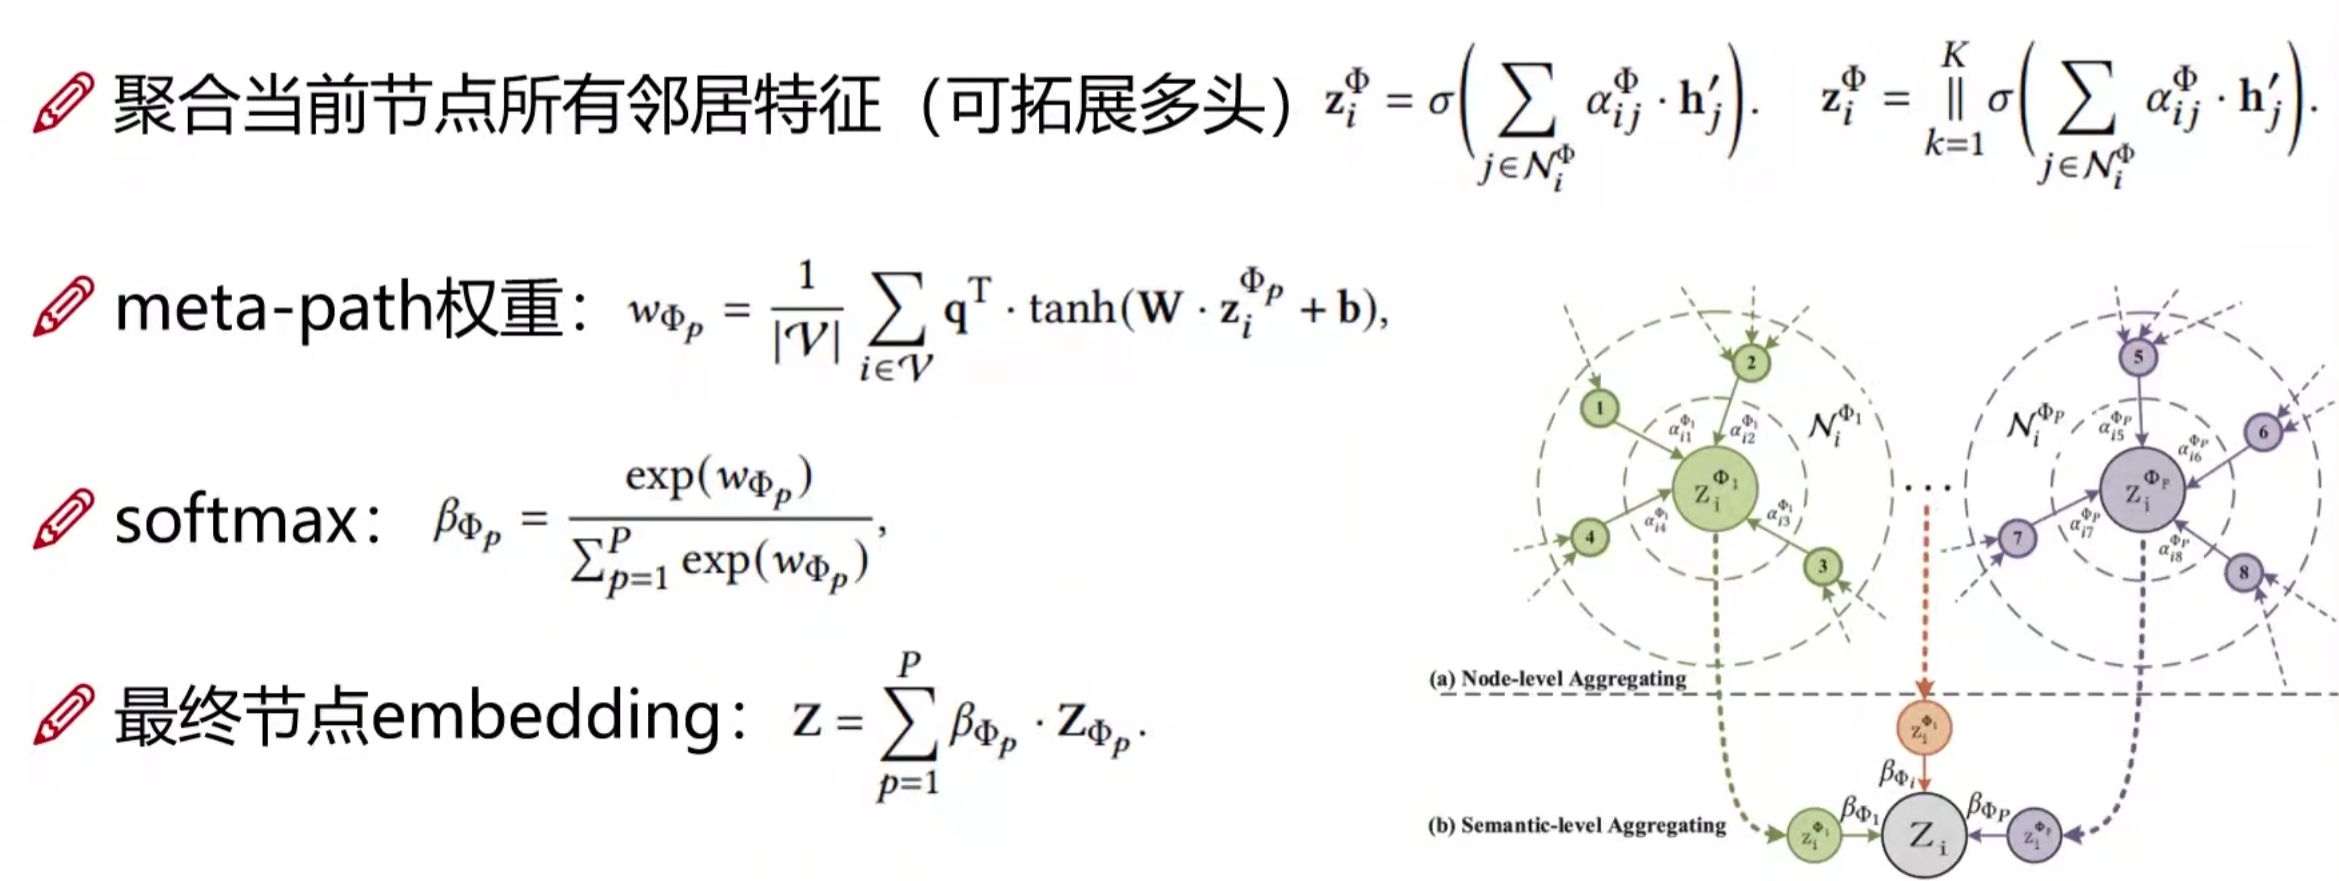 聚合当前节点所有邻居特征（可拓展多头） $\mathbf{z}_i^{\Phi} = \sigma\left(\sum_{j \in \mathcal{N}_i^{\Phi}} \alpha_{ij}^{\Phi} \cdot \mathbf{h}'_j\right).$ $\mathbf{z}_i^{\Phi} = \overset{K}{\underset{k=1}{\|}} \sigma\left(\sum_{j \in \mathcal{N}_i^{\Phi}} \alpha_{ij}^{\Phi} \cdot \mathbf{h}'_j\right).$
meta-path权重： $w_{\Phi_p} = \frac{1}{|\mathcal{V}|} \sum_{i \in \mathcal{V}} \mathbf{q}^{\mathrm{T}} \cdot \tanh(\mathbf{W} \cdot \mathbf{z}_i^{\Phi_p} + \mathbf{b}),$
softmax： $\beta_{\Phi_p} = \frac{\exp(w_{\Phi_p})}{\sum_{p=1}^{P} \exp(w_{\Phi_p})},$
最终节点embedding： $\mathbf{Z} = \sum_{p=1}^{P} \beta_{\Phi_p} \cdot \mathbf{Z}_{\Phi_p}.$
1
2
3
4
$\alpha_{i1}^{\Phi_1}$
$\alpha_{i2}^{\Phi_1}$
$\alpha_{i3}^{\Phi_1}$
$\alpha_{i4}^{\Phi_1}$
$Z_i^{\Phi_1}$
$\mathcal{N}_i^{\Phi_1}$
...
$\mathcal{N}_i^{\Phi_P}$
5
6
7
8
$\alpha_{i5}^{\Phi_P}$
$\alpha_{i6}^{\Phi_P}$
$\alpha_{i7}^{\Phi_P}$
$\alpha_{i8}^{\Phi_P}$
$Z_i^{\Phi_P}$
(a) Node-level Aggregating
$Z_i^{\Phi_i}$
$\beta_{\Phi_i}$
(b) Semantic-level Aggregating
$Z_i^{\Phi_1}$
$\beta_{\Phi_1}$
$Z_i$
$\beta_{\Phi_P}$
$Z_i^{\Phi_P}$